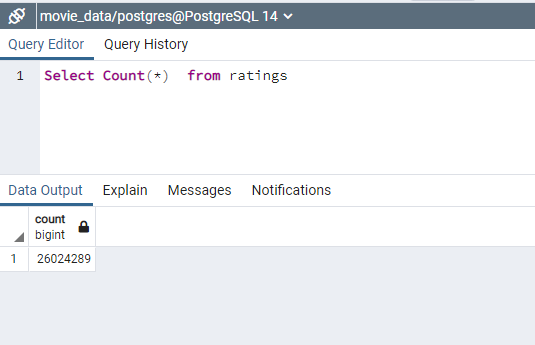 movie_data/postgres@PostgreSQL 14
Query Editor Query History
1 Select Count(*)  from ratings
Data Output Explain Messages Notifications
count
bigint
1 26024289